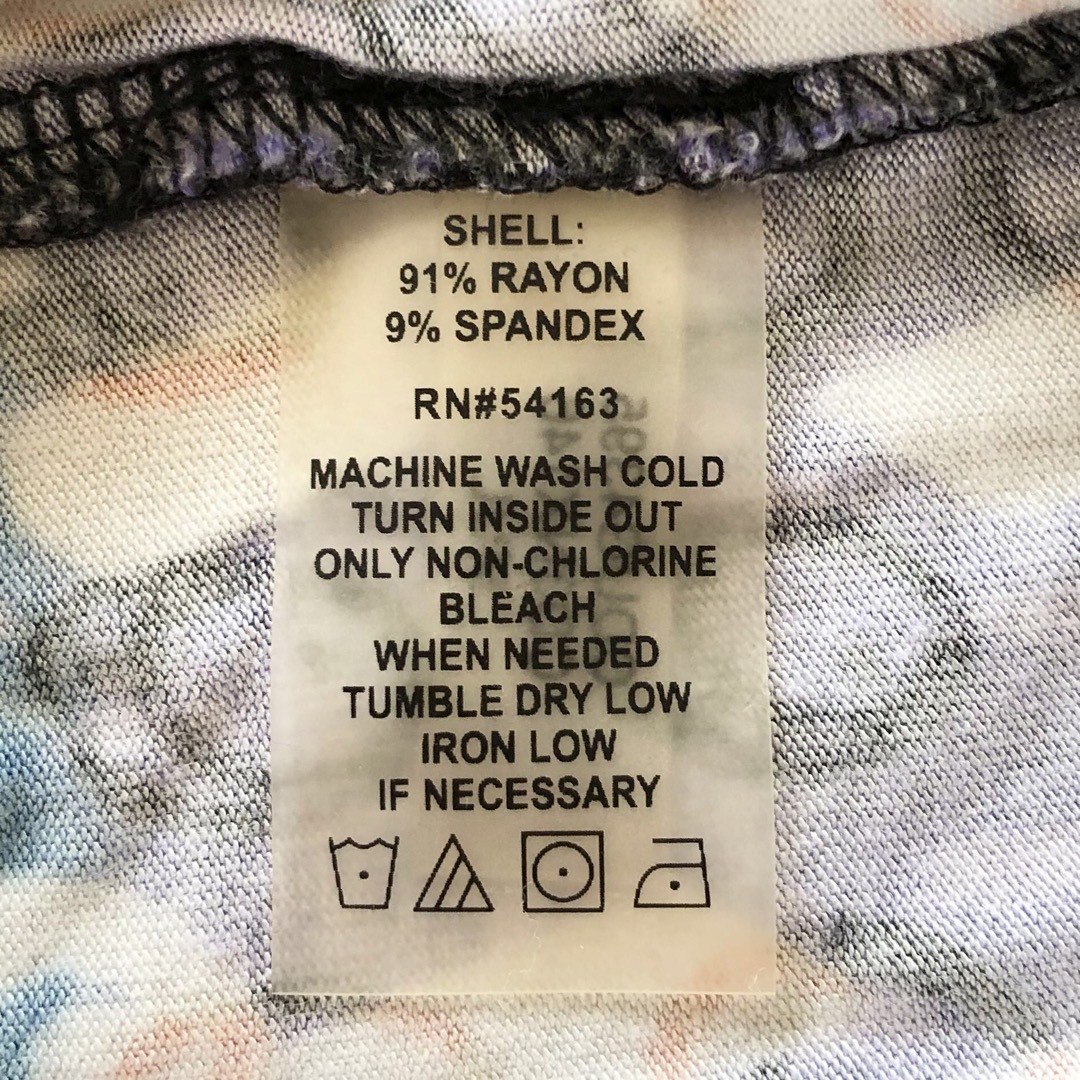 SHELL:
91% RAYON
9% SPANDEX
RN#54163
MACHINE WASH COLD
TURN INSIDE OUT
ONLY NON-CHLORINE
BLEACH
WHEN NEEDED
TUMBLE DRY LOW
IRON LOW
IF NECESSARY